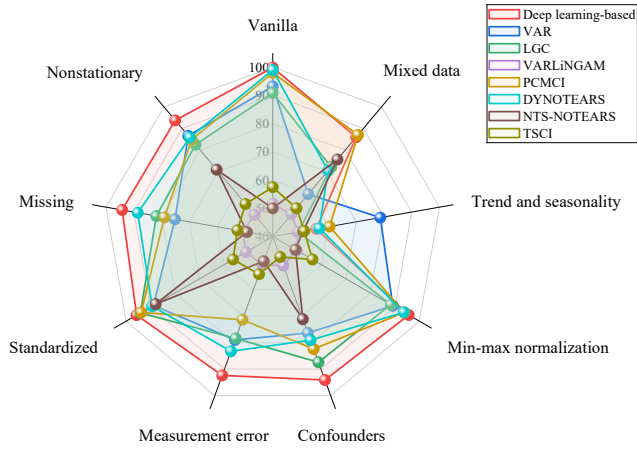 Vanilla
Mixed data
Trend and seasonality
Min-max normalization
Confounders
Measurement error
Standardized
Missing
Nonstationary
100
90
80
70
60
50
40
Deep learning-based
VAR
LGC
VARLiNGAM
PCMCI
DYNOTEARS
NTS-NOTEARS
TSCI